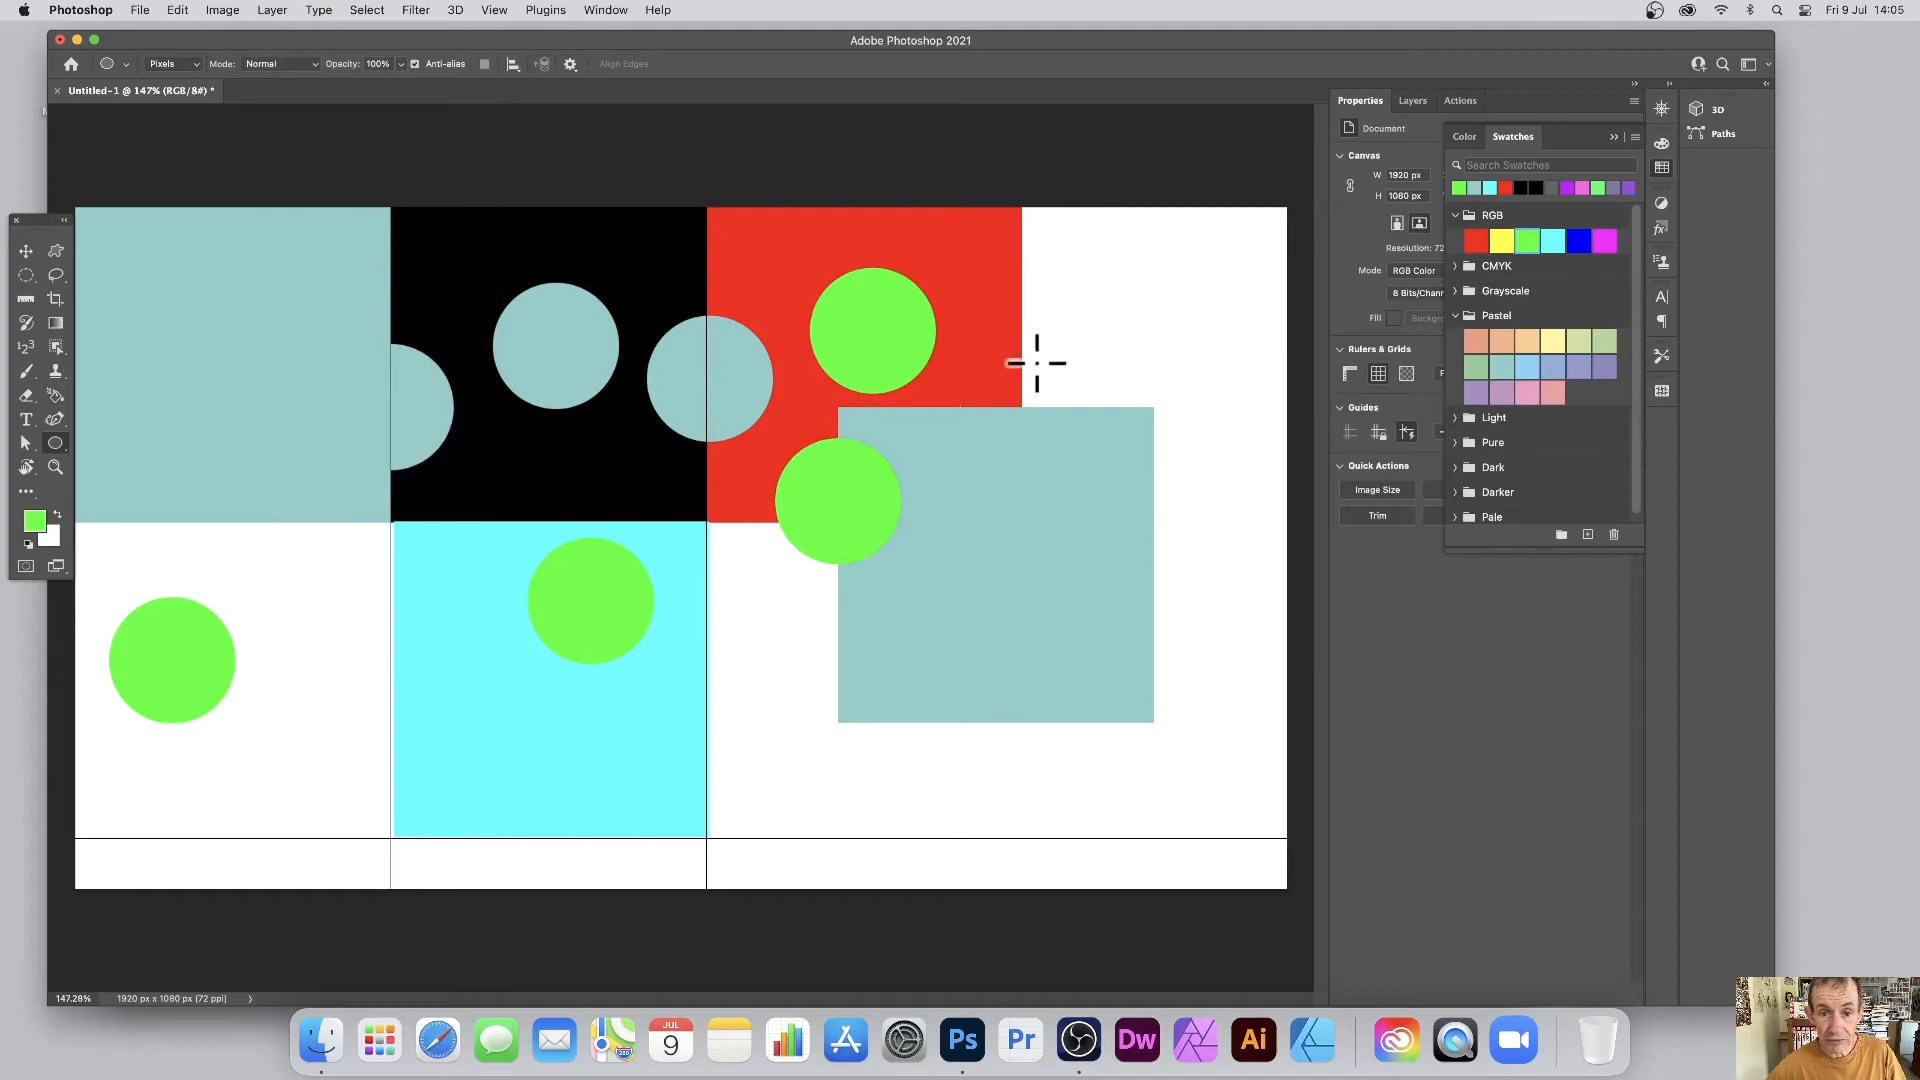 Photoshop File Edit Image Layer Type Select Filter 3D View Plugins Window Help Fri 9 Jul 14:05
Adobe Photoshop 2021
Pixels Mode: Normal Opacity: 100% Anti-alias Align Edges
Untitled-1 @ 147% (RGB/8#) *
Properties Layers Actions
3D
Document
Paths
Color Swatches
Canvas
Search Swatches
W 1920 px
H 1080 px
RGB
Resolution: 72
Mode RGB Color
CMYK
8 Bits/Chann
Grayscale
Fill Backgro
Pastel
Rulers & Grids
Guides
Light
Pure
Quick Actions
Dark
Image Size
Darker
Trim
Pale
123
T
147.28% 1920 px x 1080 px (72 ppi)
JUL
9
280
Ps Pr Dw Ai